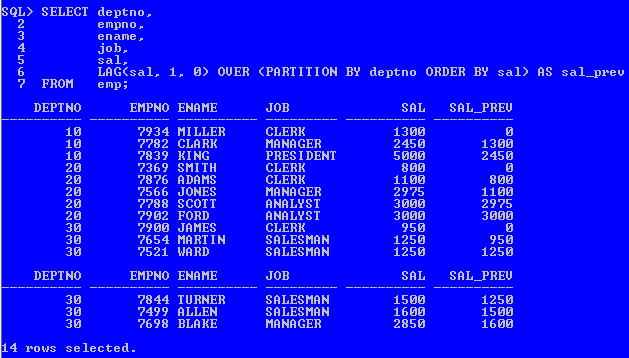 SQL> SELECT deptno,
  2         empno,
  3         ename,
  4         job,
  5         sal,
  6         LAG(sal, 1, 0) OVER (PARTITION BY deptno ORDER BY sal) AS sal_prev
  7  FROM   emp;

    DEPTNO      EMPNO ENAME      JOB              SAL   SAL_PREV
---------- ---------- ---------- --------- ---------- ----------
        10       7934 MILLER     CLERK           1300          0
        10       7782 CLARK      MANAGER         2450       1300
        10       7839 KING       PRESIDENT       5000       2450
        20       7369 SMITH      CLERK            800          0
        20       7876 ADAMS      CLERK           1100        800
        20       7566 JONES      MANAGER         2975       1100
        20       7788 SCOTT      ANALYST         3000       2975
        20       7902 FORD       ANALYST         3000       3000
        30       7900 JAMES      CLERK            950          0
        30       7654 MARTIN     SALESMAN        1250        950
        30       7521 WARD       SALESMAN        1250       1250

    DEPTNO      EMPNO ENAME      JOB              SAL   SAL_PREV
---------- ---------- ---------- --------- ---------- ----------
        30       7844 TURNER     SALESMAN        1500       1250
        30       7499 ALLEN      SALESMAN        1600       1500
        30       7698 BLAKE      MANAGER         2850       1600

14 rows selected.